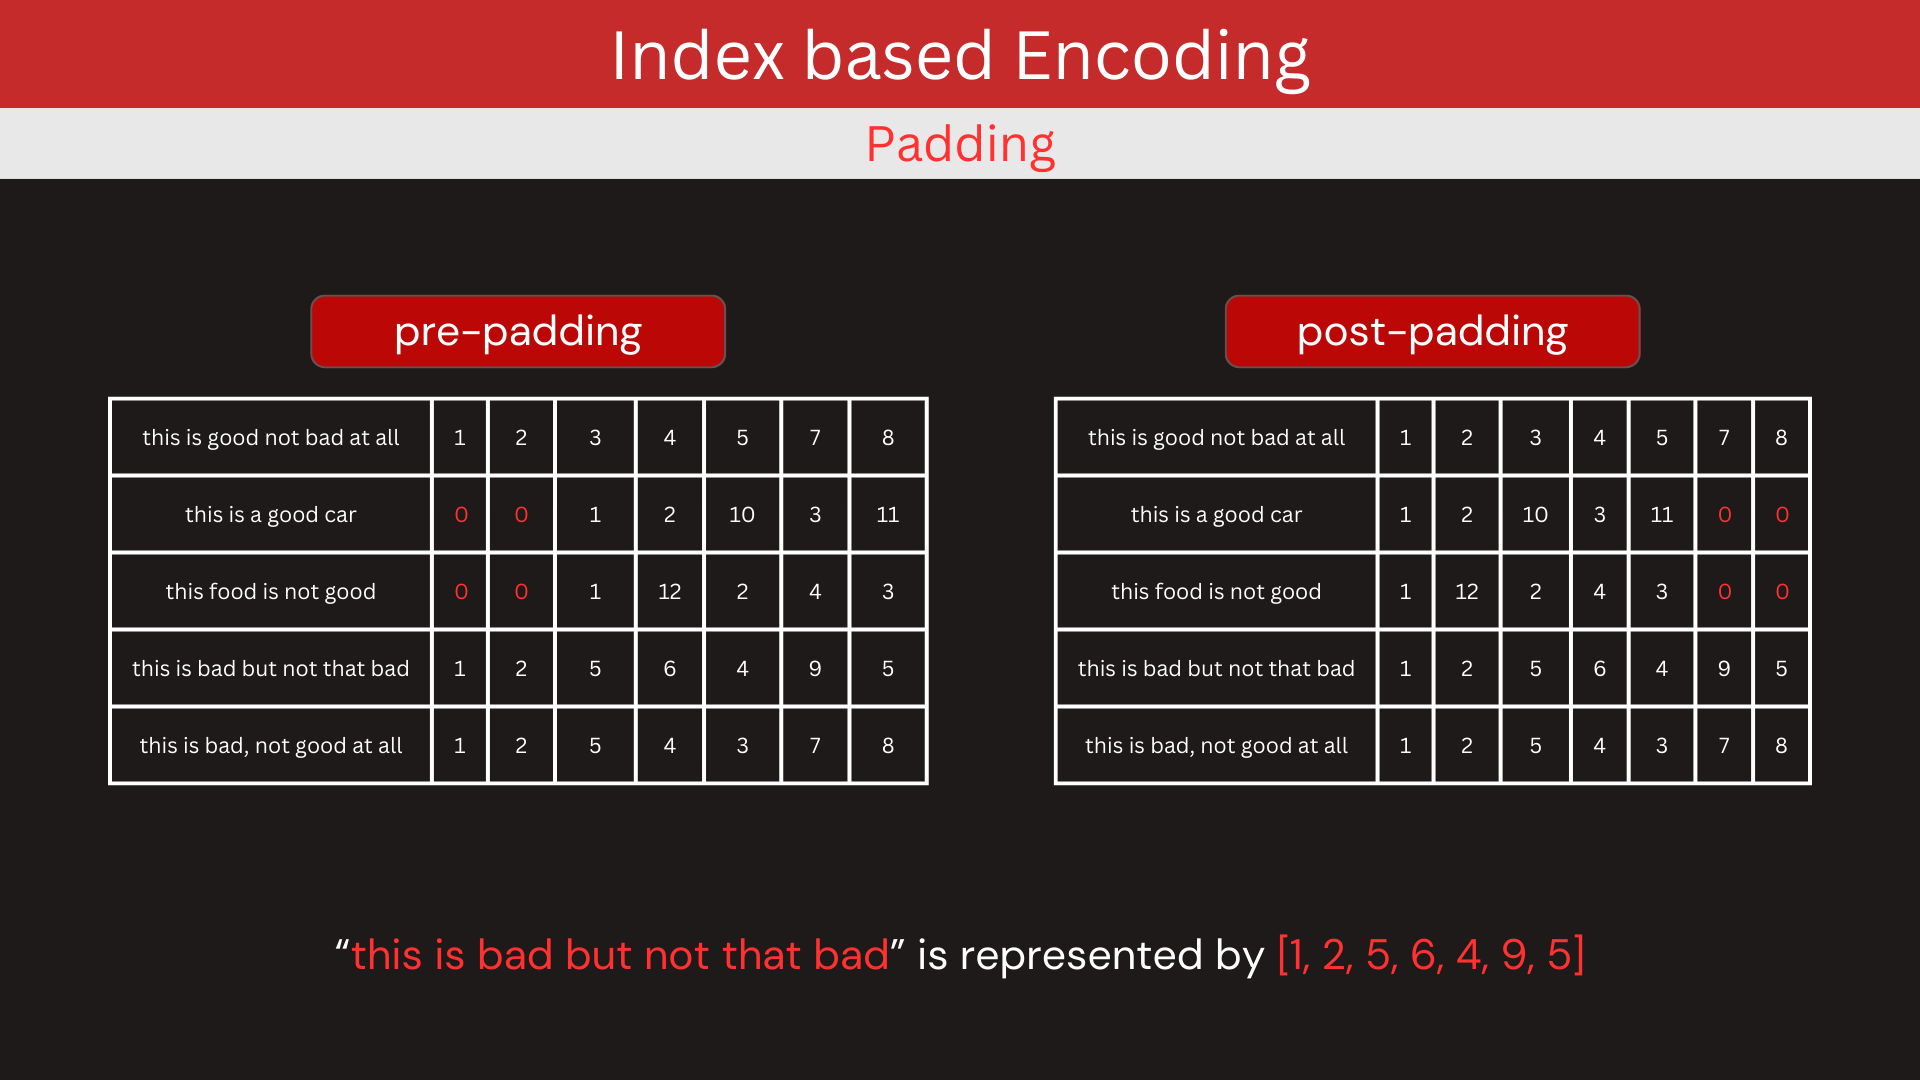 Index based Encoding
Padding
pre-padding
this is good not bad at all 1 2 3 4 5 7 8
this is a good car 0 0 1 2 10 3 11
this food is not good 0 0 1 12 2 4 3
this is bad but not that bad 1 2 5 6 4 9 5
this is bad, not good at all 1 2 5 4 3 7 8
post-padding
this is good not bad at all 1 2 3 4 5 7 8
this is a good car 1 2 10 3 11 0 0
this food is not good 1 12 2 4 3 0 0
this is bad but not that bad 1 2 5 6 4 9 5
this is bad, not good at all 1 2 5 4 3 7 8
“this is bad but not that bad” is represented by [1, 2, 5, 6, 4, 9, 5]